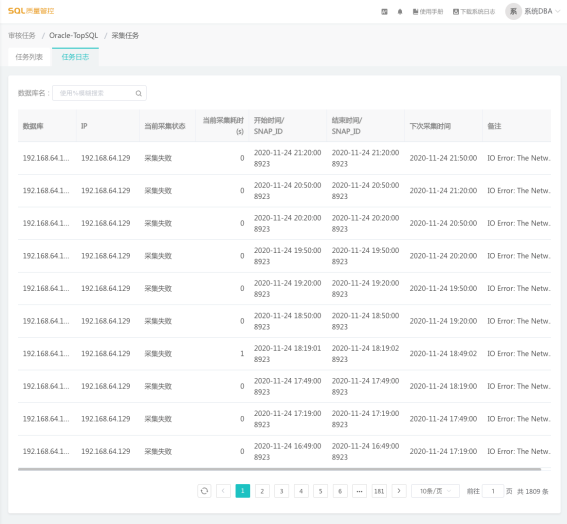 SQL质量管控
使用手册 下载系统日志 系 系统DBA
审核任务 / Oracle-TopSQL / 采集任务
任务列表 任务日志
数据库名： 使用%模糊搜索
数据库 IP 当前采集状态 当前采集耗时(s) 开始时间/SNAP_ID 结束时间/SNAP_ID 下次采集时间 备注
192.168.64.1... 192.168.64.129 采集失败 0 2020-11-24 21:20:00 8923 2020-11-24 21:20:00 8923 2020-11-24 21:50:00 IO Error: The Netw.
192.168.64.1... 192.168.64.129 采集失败 0 2020-11-24 20:50:00 8923 2020-11-24 20:50:00 8923 2020-11-24 21:20:00 IO Error: The Netw.
192.168.64.1... 192.168.64.129 采集失败 0 2020-11-24 20:20:00 8923 2020-11-24 20:20:00 8923 2020-11-24 20:50:00 IO Error: The Netw.
192.168.64.1... 192.168.64.129 采集失败 0 2020-11-24 19:50:00 8923 2020-11-24 19:50:00 8923 2020-11-24 20:20:00 IO Error: The Netw.
192.168.64.1... 192.168.64.129 采集失败 0 2020-11-24 19:20:00 8923 2020-11-24 19:20:00 8923 2020-11-24 19:50:00 IO Error: The Netw.
192.168.64.1... 192.168.64.129 采集失败 0 2020-11-24 18:50:00 8923 2020-11-24 18:50:00 8923 2020-11-24 19:20:00 IO Error: The Netw.
192.168.64.1... 192.168.64.129 采集失败 1 2020-11-24 18:19:01 8923 2020-11-24 18:19:02 8923 2020-11-24 18:49:02 IO Error: The Netw.
192.168.64.1... 192.168.64.129 采集失败 0 2020-11-24 17:49:00 8923 2020-11-24 17:49:00 8923 2020-11-24 18:19:00 IO Error: The Netw.
192.168.64.1... 192.168.64.129 采集失败 0 2020-11-24 17:19:00 8923 2020-11-24 17:19:00 8923 2020-11-24 17:49:00 IO Error: The Netw.
192.168.64.1... 192.168.64.129 采集失败 0 2020-11-24 16:49:00 8923 2020-11-24 16:49:00 8923 2020-11-24 17:19:00 IO Error: The Netw.
1 2 3 4 5 6 ... 181 10条/页 前往 1 页 共 1809 条